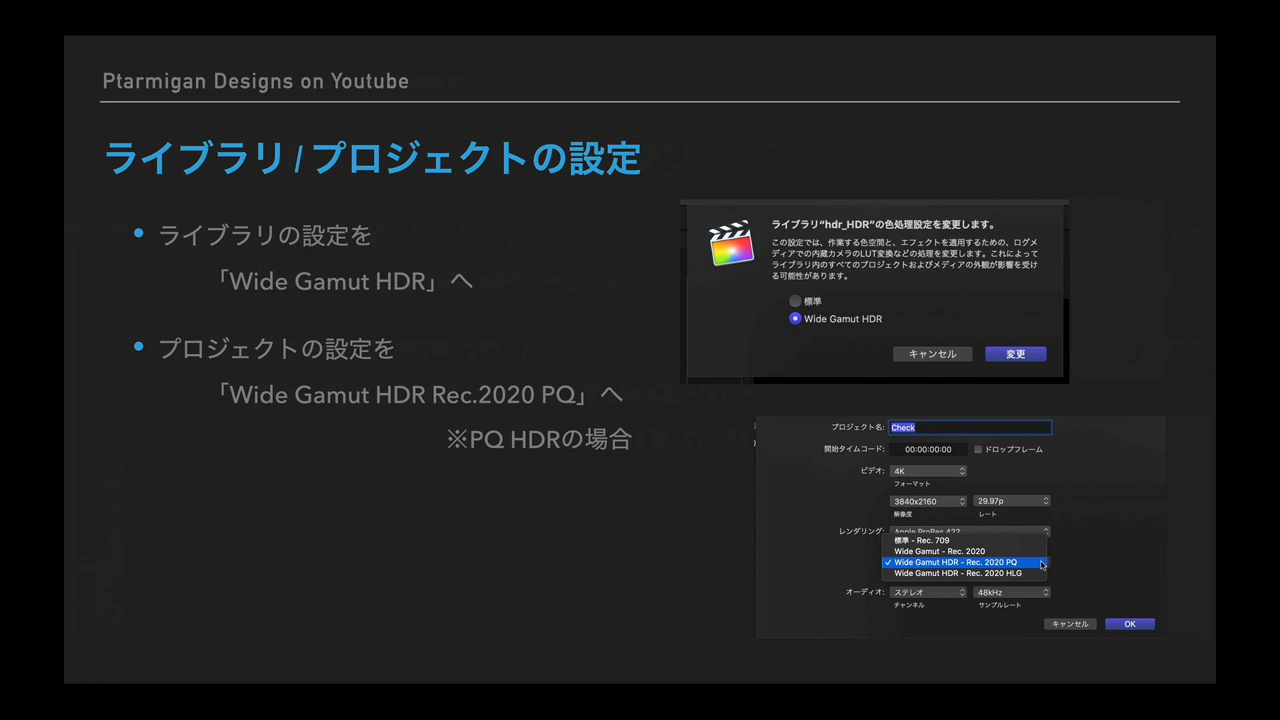 Ptarmigan Designs on Youtube
ライブラリ/プロジェクトの設定
• ライブラリの設定を
「Wide Gamut HDR」へ
• プロジェクトの設定を
「Wide Gamut HDR Rec.2020 PQ」へ
※PQ HDRの場合
ライブラリ“hdr_HDR”の色処理設定を変更します。
この設定では、作業する色空間と、エフェクトを適用するための、ログメ
ディアでの内蔵カメラのLUT変換などの処理を変更します。これによって
ライブラリ内のすべてのプロジェクトおよびメディアの外観が影響を受け
る可能性があります。
標準
Wide Gamut HDR
キャンセル 変更
プロジェクト名: Check
開始タイムコード: 00:00:00:00 ドロップフレーム
ビデオ: 4K
フォーマット
3840x2160 29.97p
解像度 レート
レンダリング: Apple ProRes 422
標準 - Rec. 709
Wide Gamut - Rec. 2020
✓ Wide Gamut HDR - Rec. 2020 PQ
Wide Gamut HDR - Rec. 2020 HLG
オーディオ: ステレオ 48kHz
チャンネル サンプルレート
キャンセル OK